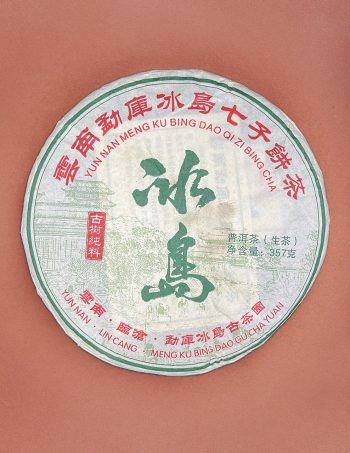 雲南勐庫冰島七子餅茶
YUN NAN MENG KU BING DAO QI ZI BING CHA
冰島
古樹純料
普洱茶（生茶）
净含量：357克
雲南·臨滄·勐庫冰島古茶園
YUN NAN · LIN CANG · MENG KU BING DAO GU CHA YUAN